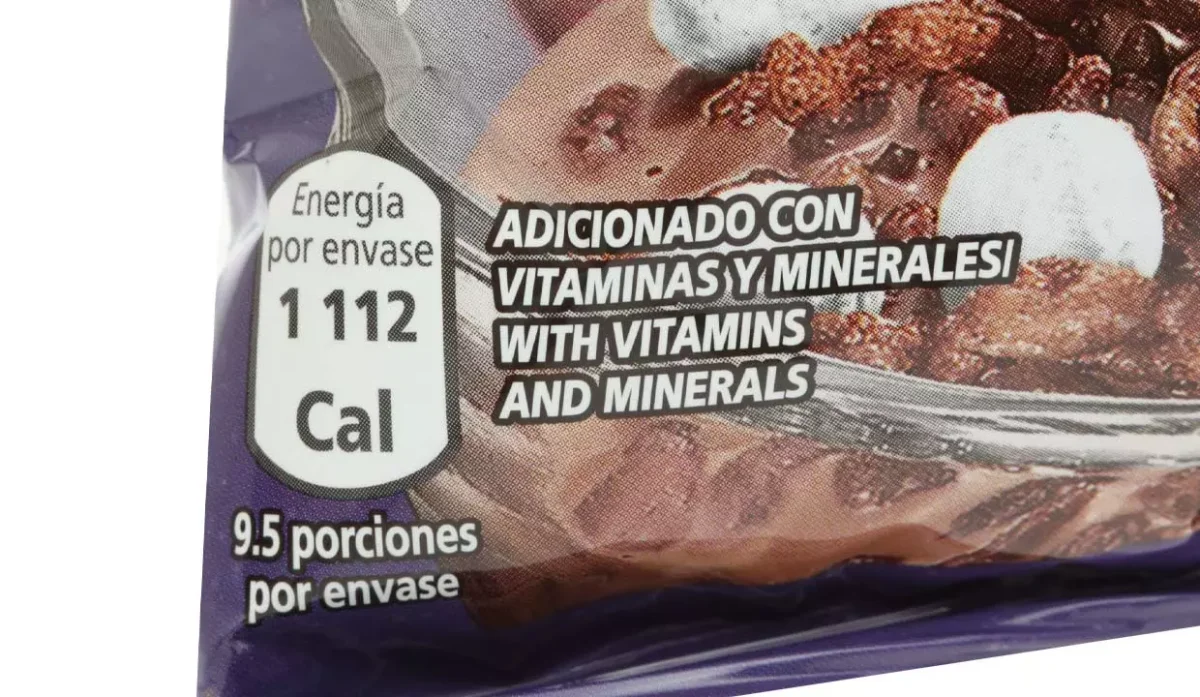 Energía
por envase
1 112
Cal
9.5 porciones
por envase
ADICIONADO CON
VITAMINAS Y MINERALES/
WITH VITAMINS
AND MINERALS